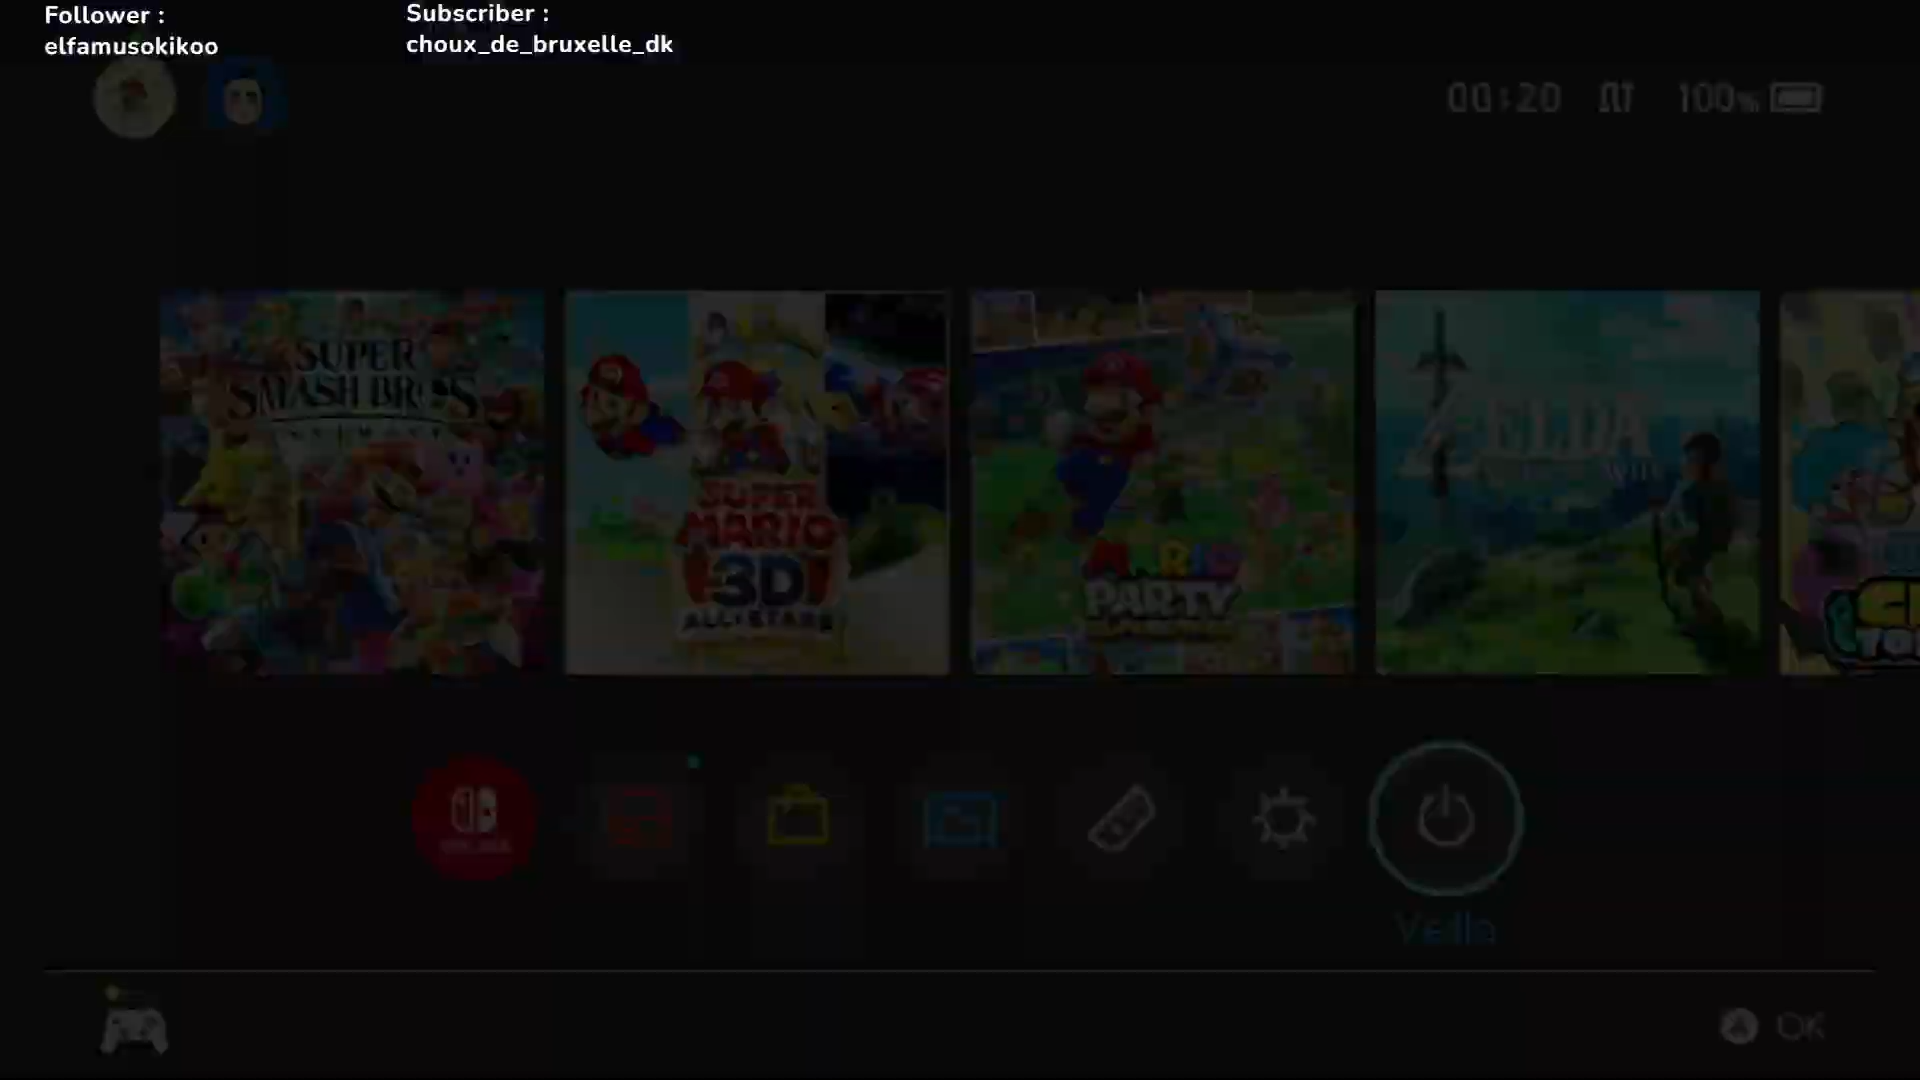 Follower :
elfamusokikoo
Subscriber :
choux_de_bruxelle_dk
00:20
100%
SUPER
SMASH BROS
SUPER
MARIO
3D
ALL-STARS
MARIO
PARTY
ZELDA
Veille
OK